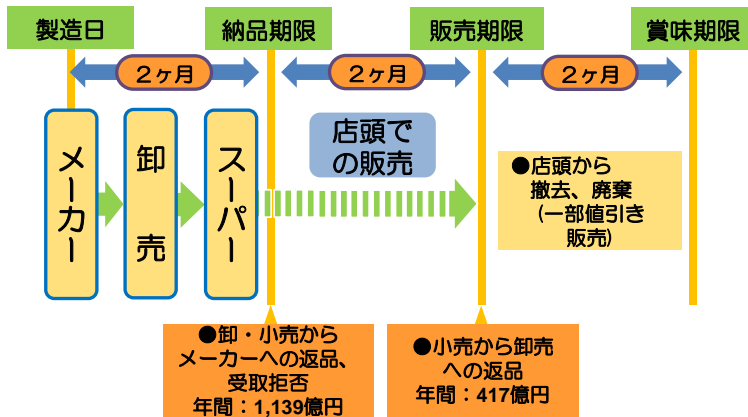 製造日
納品期限
販売期限
賞味期限
２ヶ月
２ヶ月
２ヶ月
メーカー
卸売
スーパー
店頭で
の販売
●店頭から
撤去、廃棄
(一部値引き
販売)
●卸・小売から
メーカーへの返品、
受取拒否
年間：1,139億円
●小売から卸売
への返品
年間：417億円